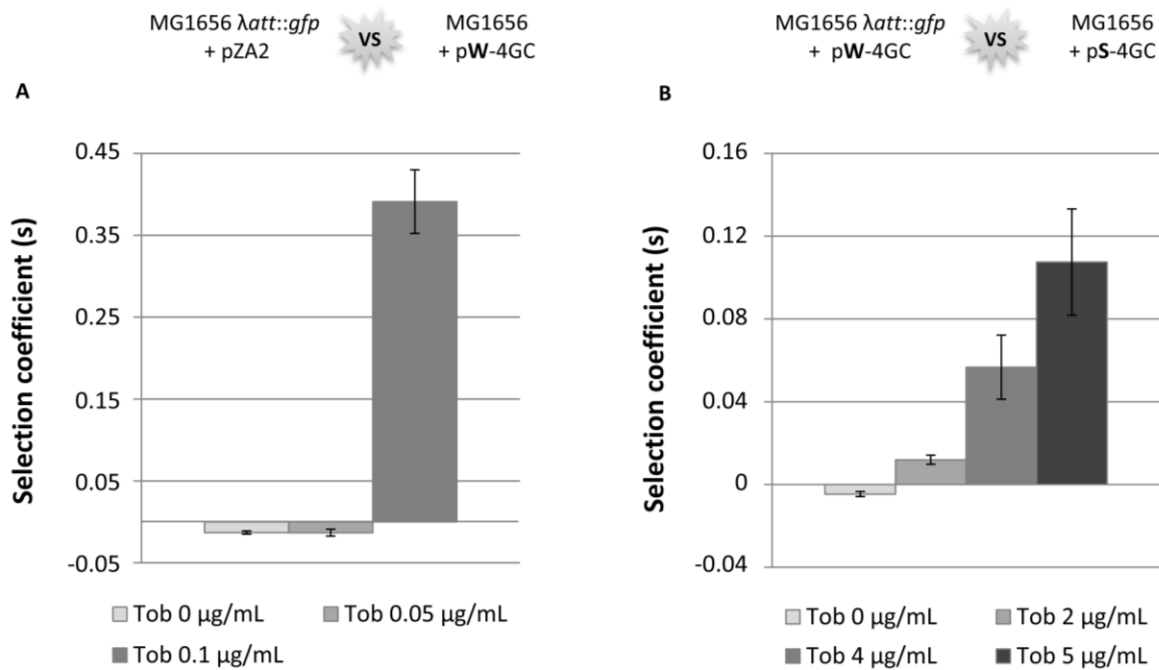 MG1656 λatt::gfp
+ pZA2
VS
MG1656
+ pW-4GC
MG1656 λatt::gfp
+ pW-4GC
VS
MG1656
+ pS-4GC
A
Selection coefficient (s)
0.45
0.35
0.25
0.15
0.05
-0.05
Tob 0 µg/mL Tob 0.05 µg/mL
Tob 0.1 µg/mL
B
Selection coefficient (s)
0.16
0.12
0.08
0.04
0
-0.04
Tob 0 µg/mL Tob 2 µg/mL
Tob 4 µg/mL Tob 5 µg/mL